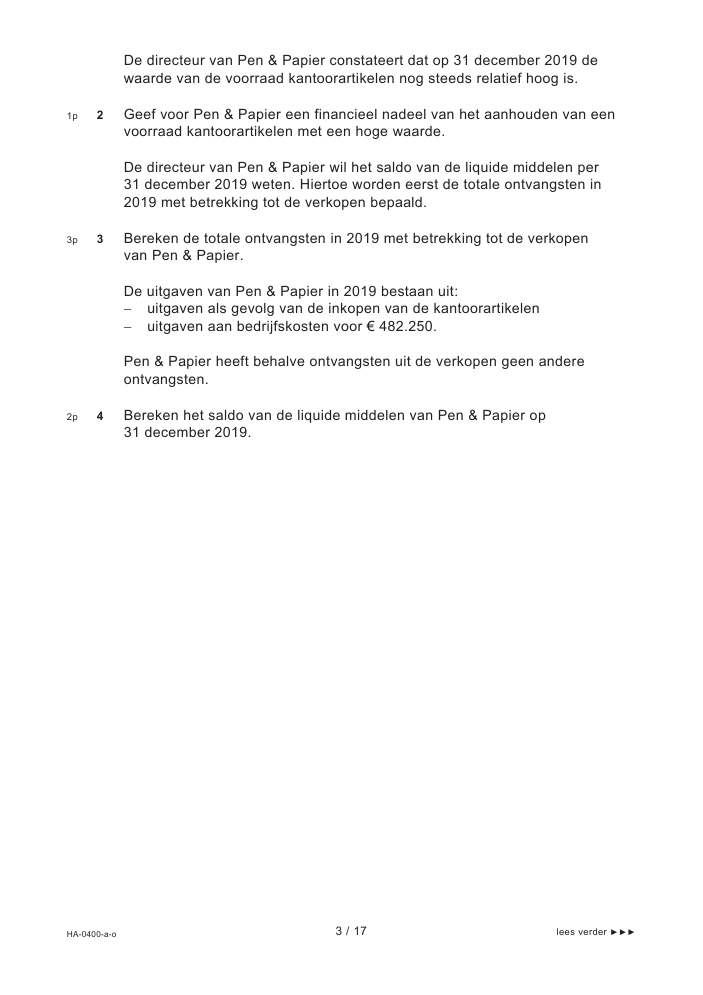 De directeur van Pen & Papier constateert dat op 31 december 2019 de
waarde van de voorraad kantoorartikelen nog steeds relatief hoog is.
1p 2 Geef voor Pen & Papier een financieel nadeel van het aanhouden van een
voorraad kantoorartikelen met een hoge waarde.
De directeur van Pen & Papier wil het saldo van de liquide middelen per
31 december 2019 weten. Hiertoe worden eerst de totale ontvangsten in
2019 met betrekking tot de verkopen bepaald.
3p 3 Bereken de totale ontvangsten in 2019 met betrekking tot de verkopen
van Pen & Papier.
De uitgaven van Pen & Papier in 2019 bestaan uit:
– uitgaven als gevolg van de inkopen van de kantoorartikelen
– uitgaven aan bedrijfskosten voor € 482.250.
Pen & Papier heeft behalve ontvangsten uit de verkopen geen andere
ontvangsten.
2p 4 Bereken het saldo van de liquide middelen van Pen & Papier op
31 december 2019.
HA-0400-a-o 3 / 17 lees verder ►►►